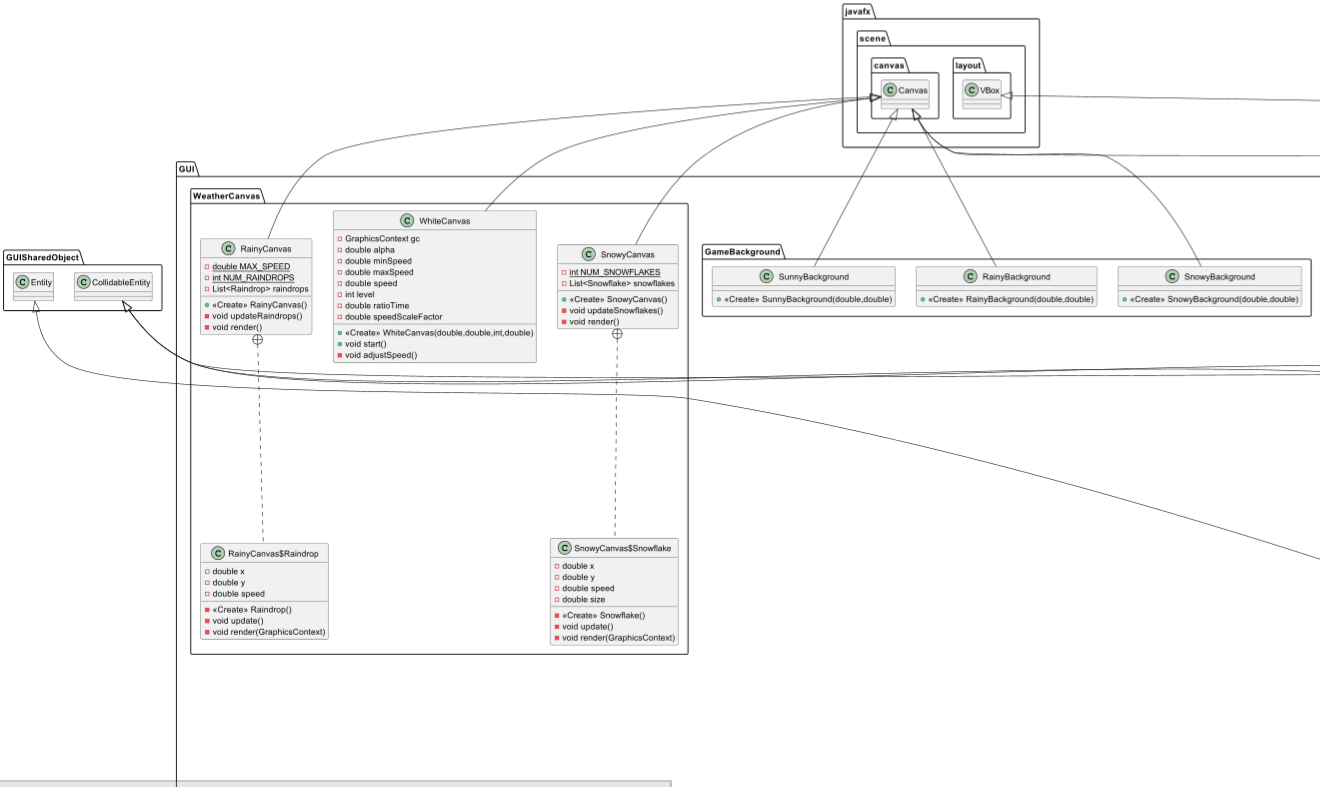 javafx
scene
canvas
C Canvas
layout
C VBox
GUI
WeatherCanvas
C RainyCanvas
double MAX_SPEED
int NUM_RAINDROPS
List<Raindrop> raindrops
«Create» RainyCanvas()
void updateRaindrops()
void render()
C WhiteCanvas
GraphicsContext gc
double alpha
double minSpeed
double maxSpeed
double speed
int level
double ratioTime
double speedScaleFactor
«Create» WhiteCanvas(double,double,int,double)
void start()
void adjustSpeed()
C SnowyCanvas
int NUM_SNOWFLAKES
List<Snowflake> snowflakes
«Create» SnowyCanvas()
void updateSnowflakes()
void render()
GameBackground
C SunnyBackground
«Create» SunnyBackground(double,double)
C RainyBackground
«Create» RainyBackground(double,double)
C SnowyBackground
«Create» SnowyBackground(double,double)
GUISharedObject
C Entity
C CollidableEntity
C RainyCanvas$Raindrop
double x
double y
double speed
«Create» Raindrop()
void update()
void render(GraphicsContext)
C SnowyCanvas$Snowflake
double x
double y
double speed
double size
«Create» Snowflake()
void update()
void render(GraphicsContext)